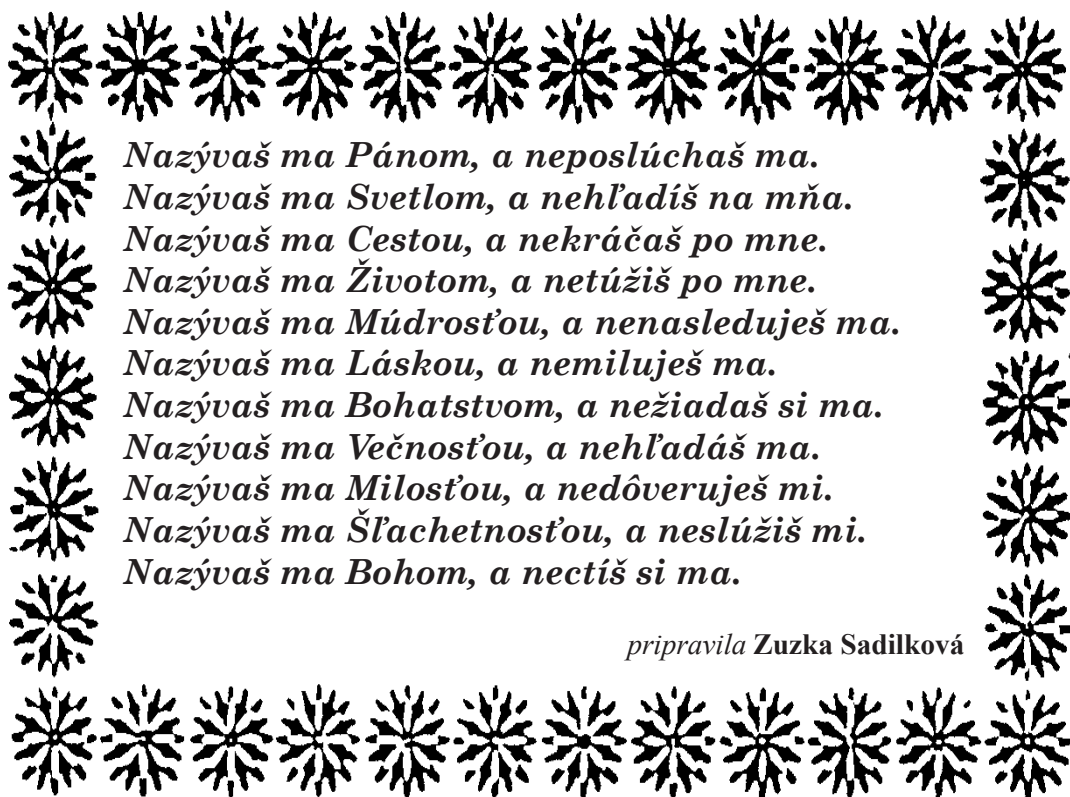 Nazývaš ma Pánom, a neposlúchaš ma.
Nazývaš ma Svetlom, a nehľadíš na mňa.
Nazývaš ma Cestou, a nekráčaš po mne.
Nazývaš ma Životom, a netúžiš po mne.
Nazývaš ma Múdrosťou, a nenasleduješ ma.
Nazývaš ma Láskou, a nemiluješ ma.
Nazývaš ma Bohatstvom, a nežiadaš si ma.
Nazývaš ma Večnosťou, a nehľadáš ma.
Nazývaš ma Milosťou, a nedôveruješ mi.
Nazývaš ma Šľachetnosťou, a neslúžiš mi.
Nazývaš ma Bohom, a nectíš si ma.
pripravila Zuzka Sadilková